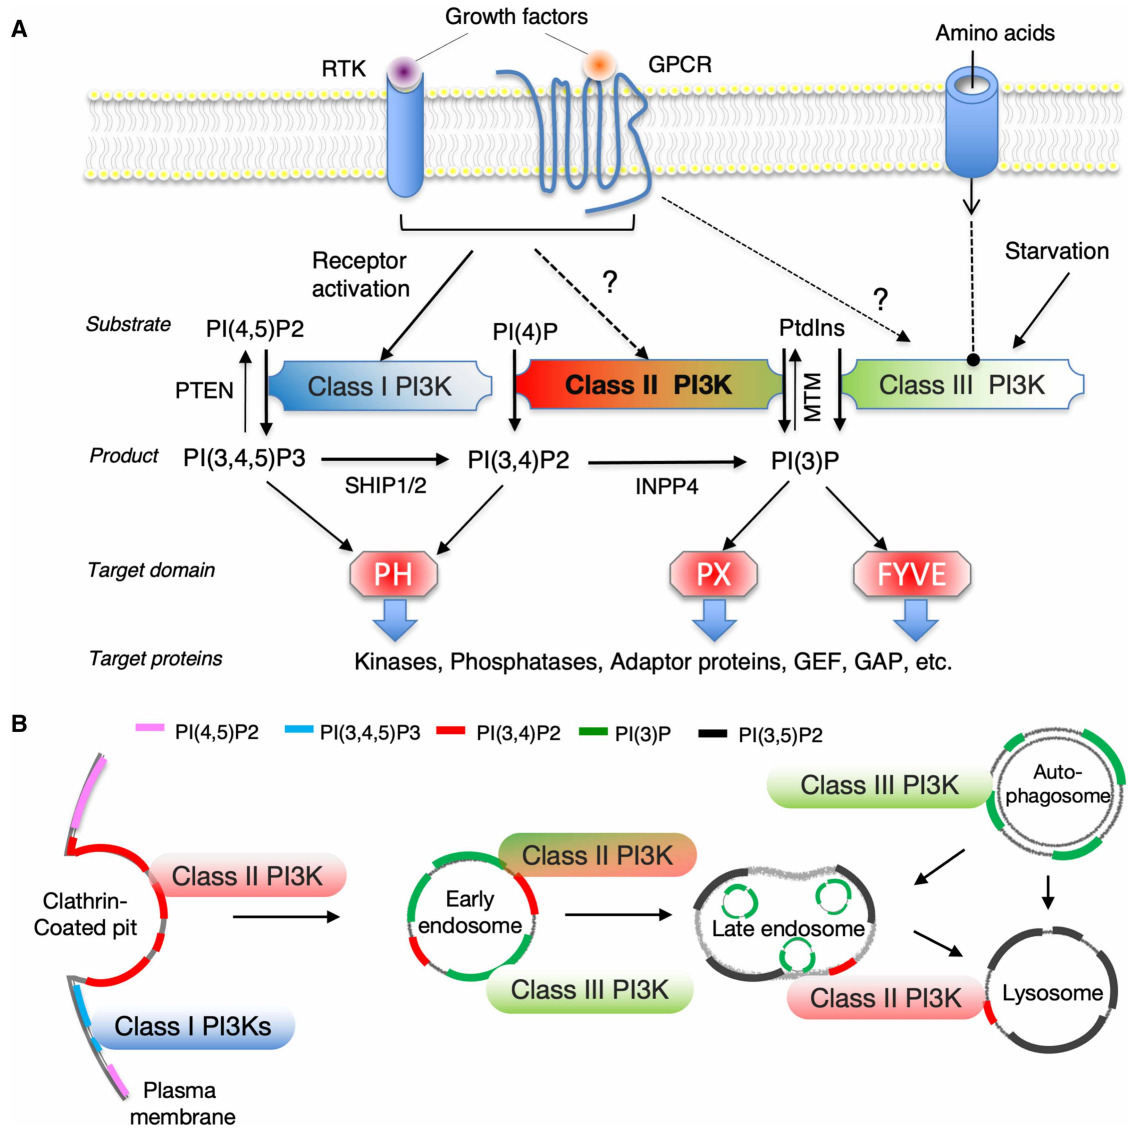 A
Growth factors
RTK
GPCR
Amino acids
Receptor
activation
?
?
Starvation
Substrate
PI(4,5)P2
PI(4)P
PtdIns
PTEN
Class I PI3K
Class II PI3K
MTM
Class III PI3K
Product
PI(3,4,5)P3
SHIP1/2
PI(3,4)P2
INPP4
PI(3)P
Target domain
PH
PX
FYVE
Target proteins
Kinases, Phosphatases, Adaptor proteins, GEF, GAP, etc.
B
PI(4,5)P2
PI(3,4,5)P3
PI(3,4)P2
PI(3)P
PI(3,5)P2
Class III PI3K
Auto-
phagosome
Clathrin-
Coated pit
Class II PI3K
Early
endosome
Class II PI3K
Class III PI3K
Late endosome
Class II PI3K
Lysosome
Class I PI3Ks
Plasma
membrane